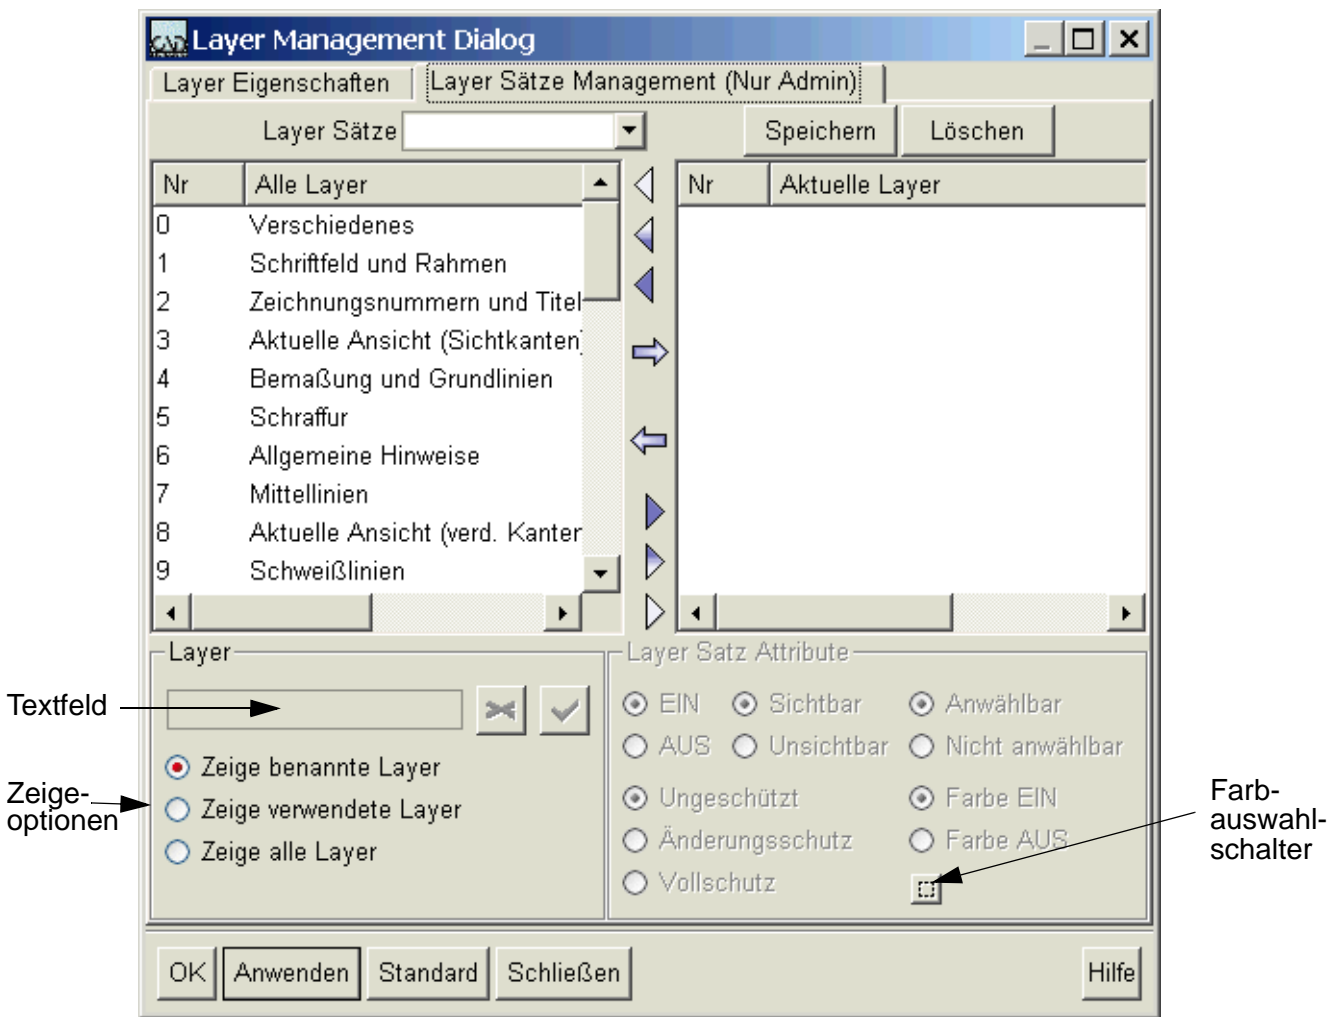 CAD
Layer Management Dialog
Layer Eigenschaften
Layer Sätze Management (Nur Admin)
Layer Sätze
Speichern
Löschen
Nr
Alle Layer
Nr
Aktuelle Layer
0 Verschiedenes
1 Schriftfeld und Rahmen
2 Zeichnungsnummern und Titel
3 Aktuelle Ansicht (Sichtkanten)
4 Bemaßung und Grundlinien
5 Schraffur
6 Allgemeine Hinweise
7 Mittellinien
8 Aktuelle Ansicht (verd. Kanten
9 Schweißlinien
Layer
Textfeld
Zeige-
optionen
Zeige benannte Layer
Zeige verwendete Layer
Zeige alle Layer
Layer Satz Attribute
EIN
Sichtbar
Anwählbar
AUS
Unsichtbar
Nicht anwählbar
Ungeschützt
Farbe EIN
Änderungsschutz
Farbe AUS
Vollschutz
Farb-
auswahl-
schalter
OK
Anwenden
Standard
Schließen
Hilfe